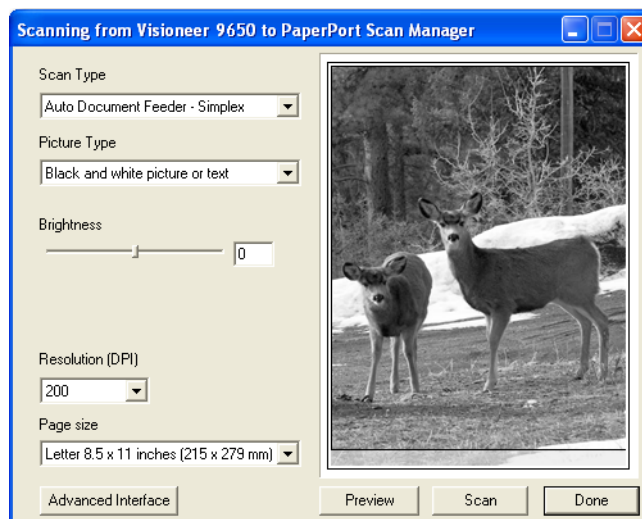 Scanning from Visioneer 9650 to PaperPort Scan Manager
Scan Type
Auto Document Feeder - Simplex
Picture Type
Black and white picture or text
Brightness
0
Resolution (DPI)
200
Page size
Letter 8.5 x 11 inches (215 x 279 mm)
Advanced Interface
Preview
Scan
Done